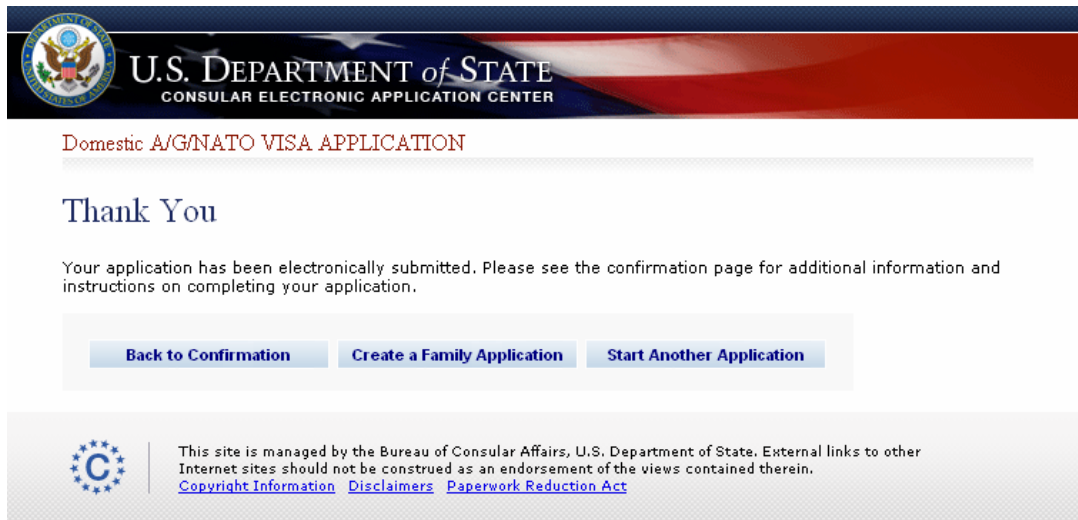 U.S. DEPARTMENT of STATE
CONSULAR ELECTRONIC APPLICATION CENTER
Domestic A/G/NATO VISA APPLICATION
Thank You
Your application has been electronically submitted. Please see the confirmation page for additional information and
instructions on completing your application.
Back to Confirmation Create a Family Application Start Another Application
This site is managed by the Bureau of Consular Affairs, U.S. Department of State. External links to other
Internet sites should not be construed as an endorsement of the views contained therein.
Copyright Information Disclaimers Paperwork Reduction Act